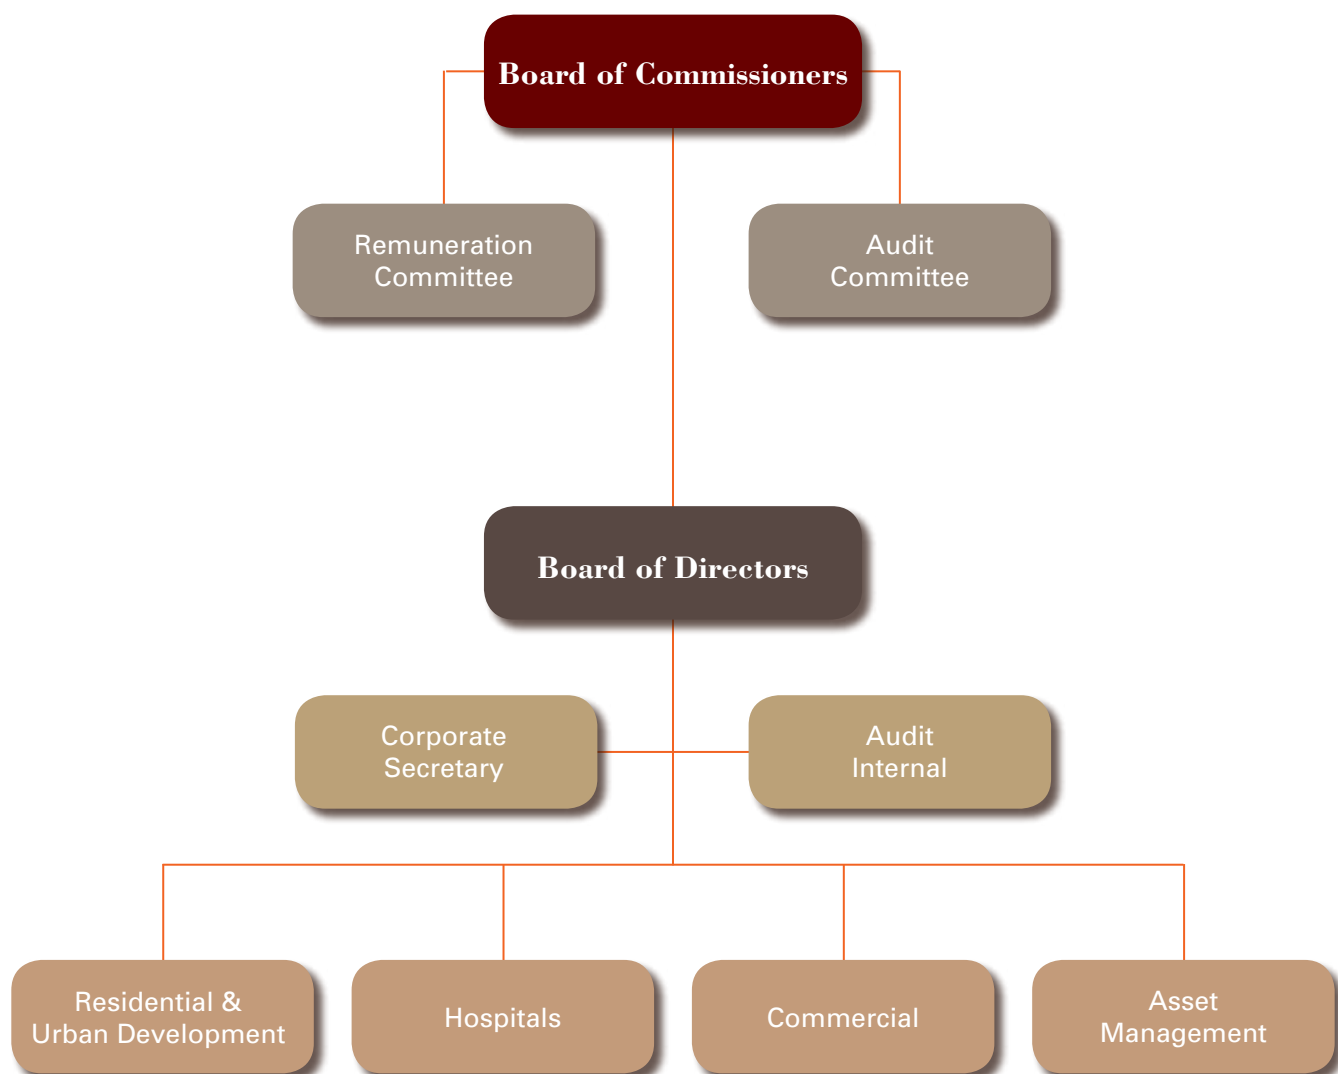 Board of Commissioners
Remuneration
Committee
Audit
Committee
Board of Directors
Corporate
Secretary
Audit
Internal
Residential &
Urban Development
Hospitals
Commercial
Asset
Management